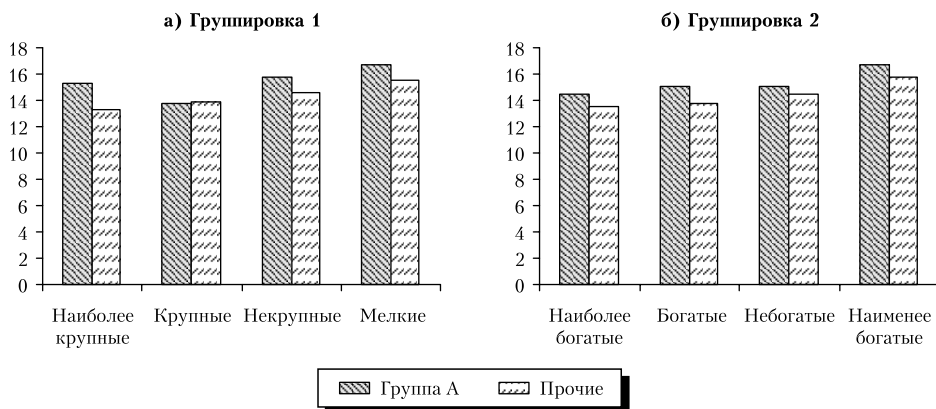 а) Группировка 1
18
16
14
12
10
8
6
4
2
0
Наиболее
крупные
Крупные
Некрупные
Мелкие
б) Группировка 2
18
16
14
12
10
8
6
4
2
0
Наиболее
богатые
Богатые
Небогатые
Наименее
богатые
Группа А
Прочие